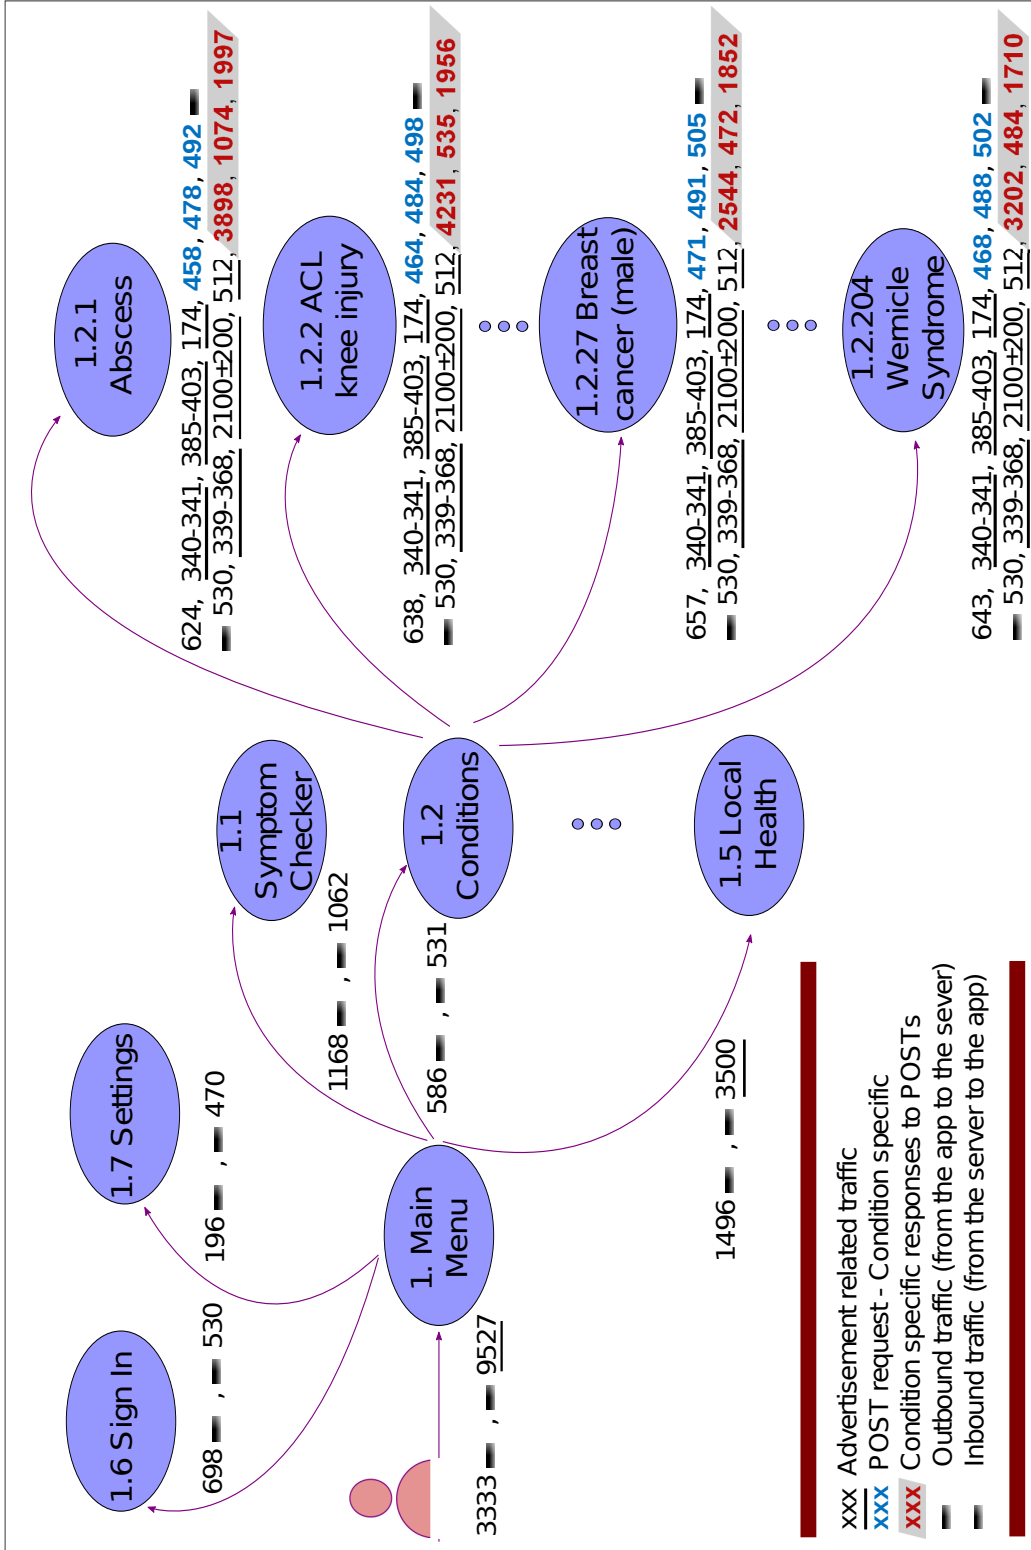 1.6 Sign In
698 , 530
1.7 Settings
196 , 470
3333 , 9527
1. Main
Menu
1168 , 1062
586 , 531
1496 , 3500
1.1
Symptom
Checker
1.2
Conditions
1.5 Local
Health
1.2.1
Abscess
624, 340-341, 385-403, 174, 458, 478, 492
530, 339-368, 2100±200, 512, 3898, 1074, 1997
1.2.2 ACL
knee injury
638, 340-341, 385-403, 174, 464, 484, 498
530, 339-368, 2100±200, 512, 4231, 535, 1956
1.2.27 Breast
cancer (male)
657, 340-341, 385-403, 174, 471, 491, 505
530, 339-368, 2100±200, 512, 2544, 472, 1852
1.2.204
Wernicle
Syndrome
643, 340-341, 385-403, 174, 468, 488, 502
530, 339-368, 2100±200, 512, 3202, 484, 1710
xxx Advertisement related traffic
xxx POST request - Condition specific
xxx Condition specific responses to POSTs
Outbound traffic (from the app to the sever)
Inbound traffic (from the server to the app)